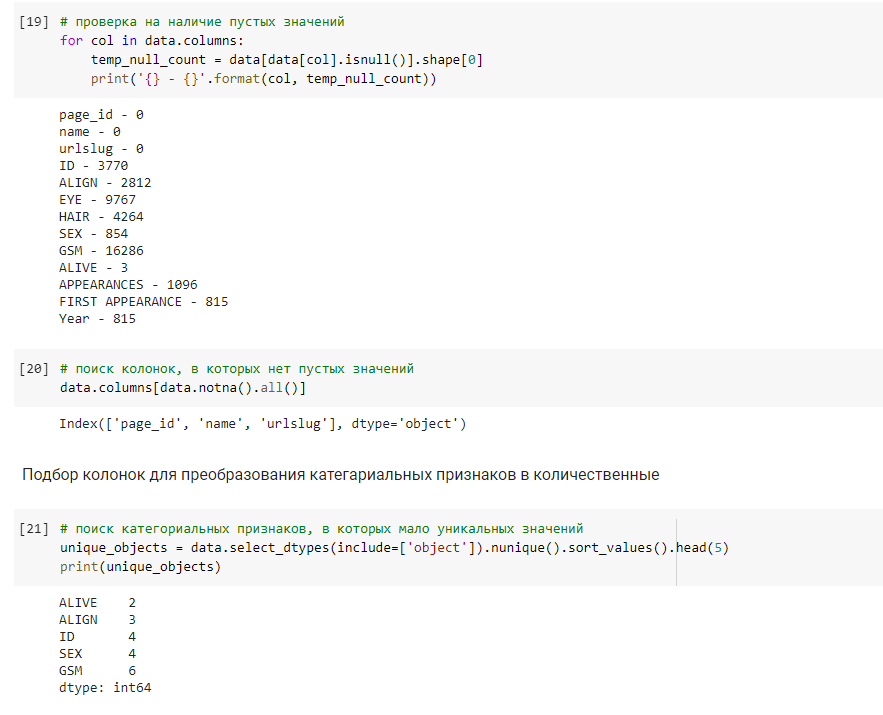 [19] # проверка на наличие пустых значений
for col in data.columns:
    temp_null_count = data[data[col].isnull()].shape[0]
    print('{} - {}'.format(col, temp_null_count))
page_id - 0
name - 0
urlslug - 0
ID - 3770
ALIGN - 2812
EYE - 9767
HAIR - 4264
SEX - 854
GSM - 16286
ALIVE - 3
APPEARANCES - 1096
FIRST APPEARANCE - 815
Year - 815
[20] # поиск колонок, в которых нет пустых значений
data.columns[data.notna().all()]
Index(['page_id', 'name', 'urlslug'], dtype='object')
Подбор колонок для преобразования категариальных признаков в количественные
[21] # поиск категориальных признаков, в которых мало уникальных значений
unique_objects = data.select_dtypes(include=['object']).nunique().sort_values().head(5)
print(unique_objects)
ALIVE    2
ALIGN    3
ID       4
SEX      4
GSM      6
dtype: int64